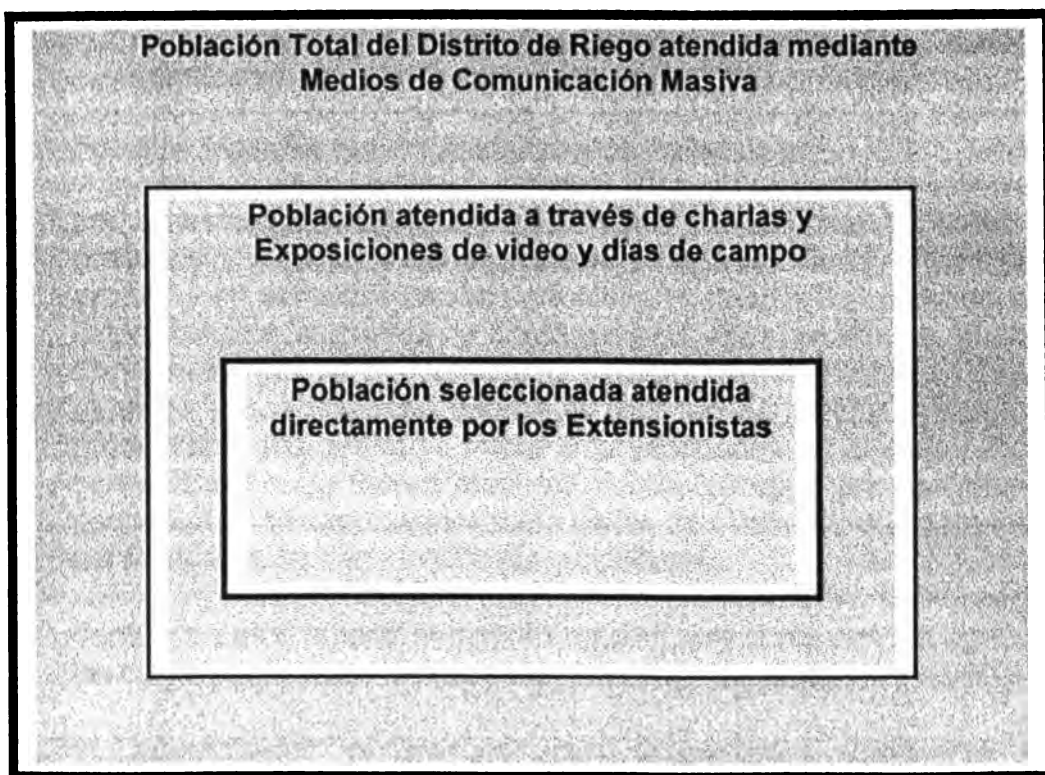 Población Total del Distrito de Riego atendida mediante
Medios de Comunicación Masiva
Población atendida a través de charlas y
Exposiciones de video y días de campo
Población seleccionada atendida
directamente por los Extensionistas